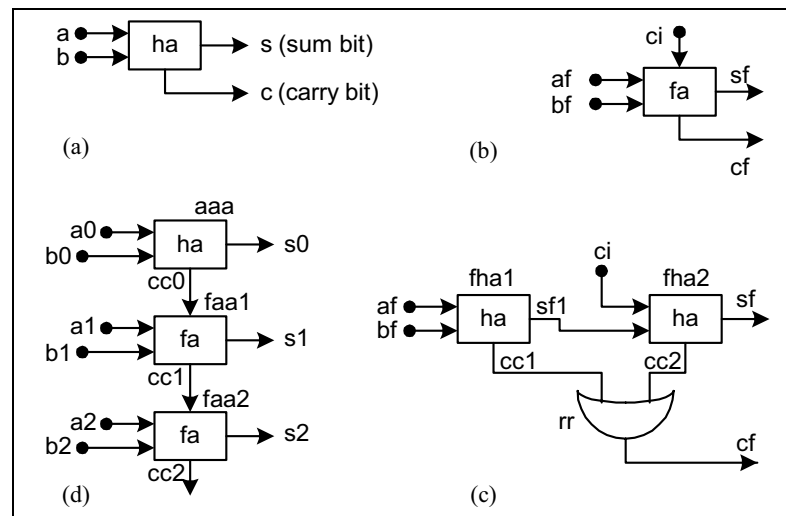 a
b
ha
s (sum bit)
c (carry bit)
(a)
ci
af
bf
fa
sf
cf
(b)
aaa
a0
b0
ha
s0
cc0
faa1
a1
b1
fa
s1
cc1
faa2
a2
b2
fa
s2
cc2
(d)
ci
fha1
fha2
af
bf
ha
sf1
ha
sf
cc1
cc2
rr
cf
(c)